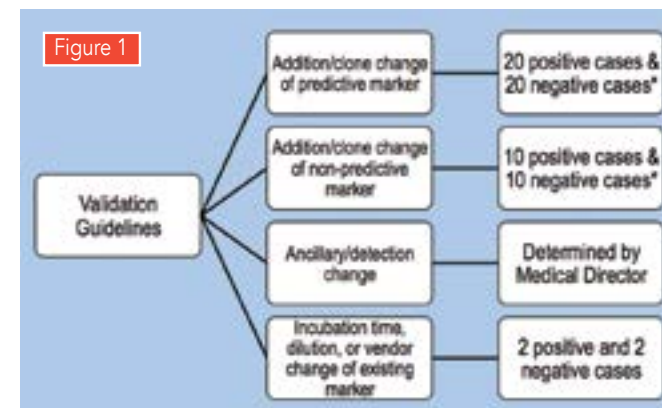 Figure 1
Validation
Guidelines
Addition/clone change
of predictive marker
20 positive cases &
20 negative cases*
Addition/clone change
of non-predictive
marker
10 positive cases &
10 negative cases*
Ancillary/detection
change
Determined by
Medical Director
Incubation time,
dilution, or vendor
change of existing
marker
2 positive and 2
negative cases